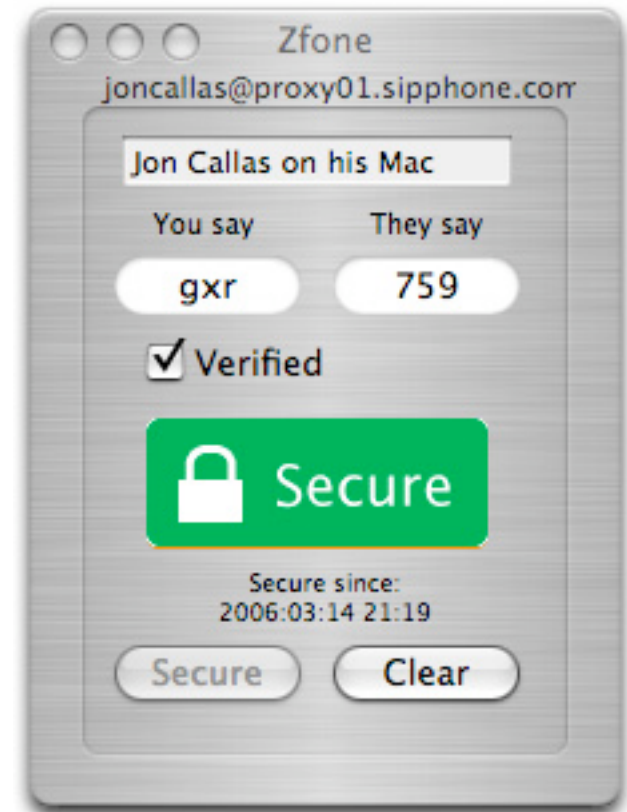 Zfone
joncallas@proxy01.sipphone.com
Jon Callas on his Mac
You say They say
gxr 759
Verified
Secure
Secure since:
2006:03:14 21:19
Secure Clear